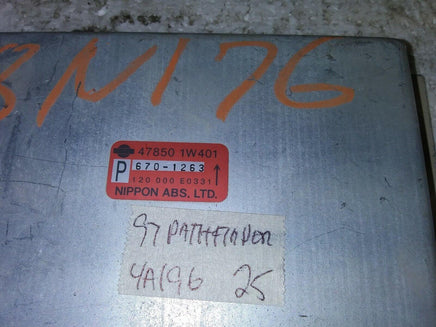 3N176
47850 1W401
P 670-1263
120 000 E0331
NIPPON ABS. LTD.
97 PATHFINDER
4A196 25